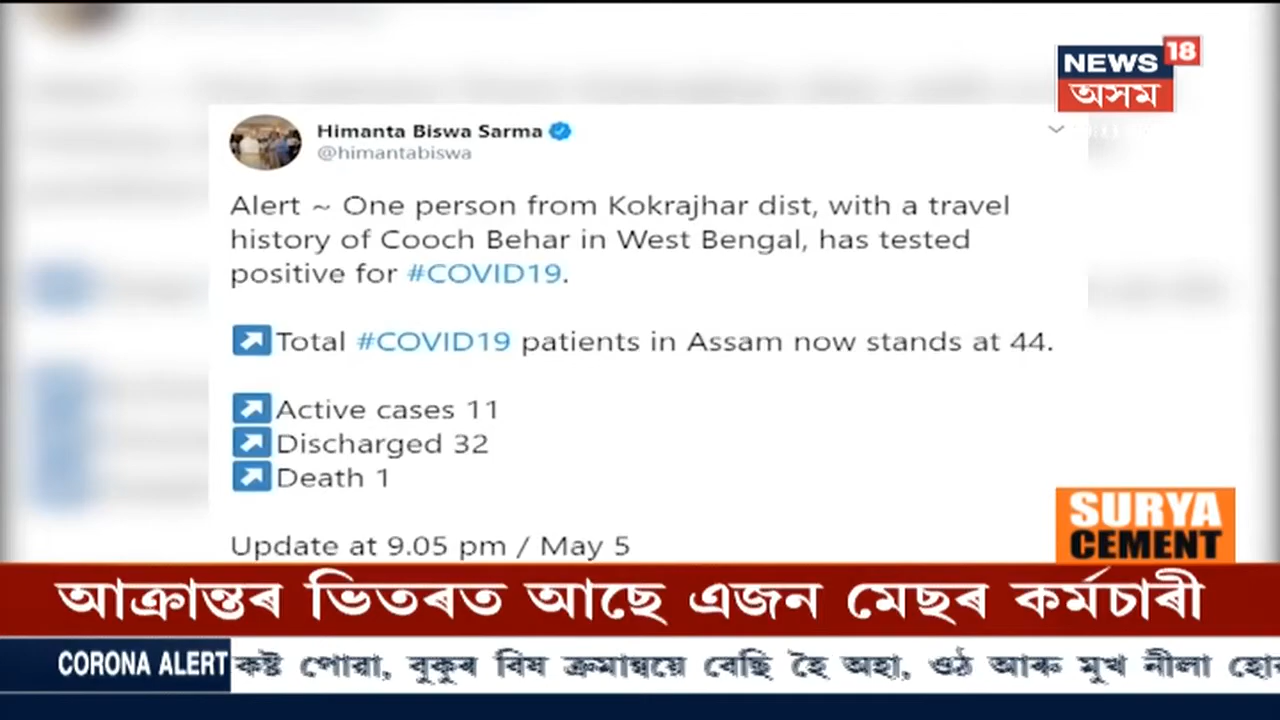 NEWS 18
অসম
Himanta Biswa Sarma
@himantabiswa
Alert ~ One person from Kokrajhar dist, with a travel
history of Cooch Behar in West Bengal, has tested
positive for #COVID19.
Total #COVID19 patients in Assam now stands at 44.
Active cases 11
Discharged 32
Death 1
Update at 9.05 pm / May 5
SURYA
CEMENT
আক্ৰান্তৰ ভিতৰত আছে এজন মেছৰ কৰ্মচাৰী
CORONA ALERT কষ্ট পোৱা, বুকুৰ বিষ ক্ৰমান্বয়ে বেছি হৈ অহা, ওঠ আৰু মুখ নীলা